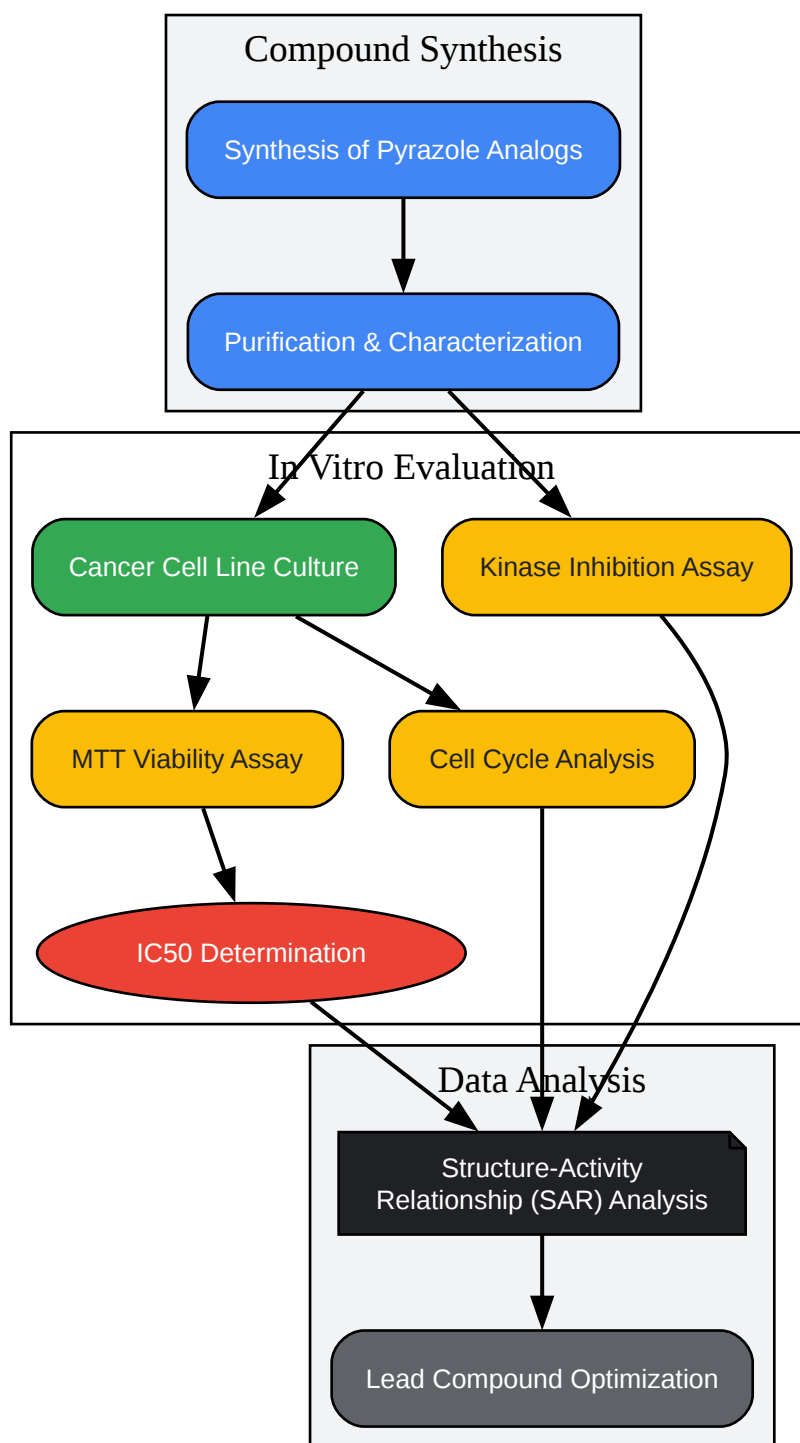 Compound Synthesis
Synthesis of Pyrazole Analogs
Purification & Characterization
In Vitro Evaluation
Cancer Cell Line Culture
Kinase Inhibition Assay
MTT Viability Assay
Cell Cycle Analysis
IC50 Determination
Data Analysis
Structure-Activity
Relationship (SAR) Analysis
Lead Compound Optimization